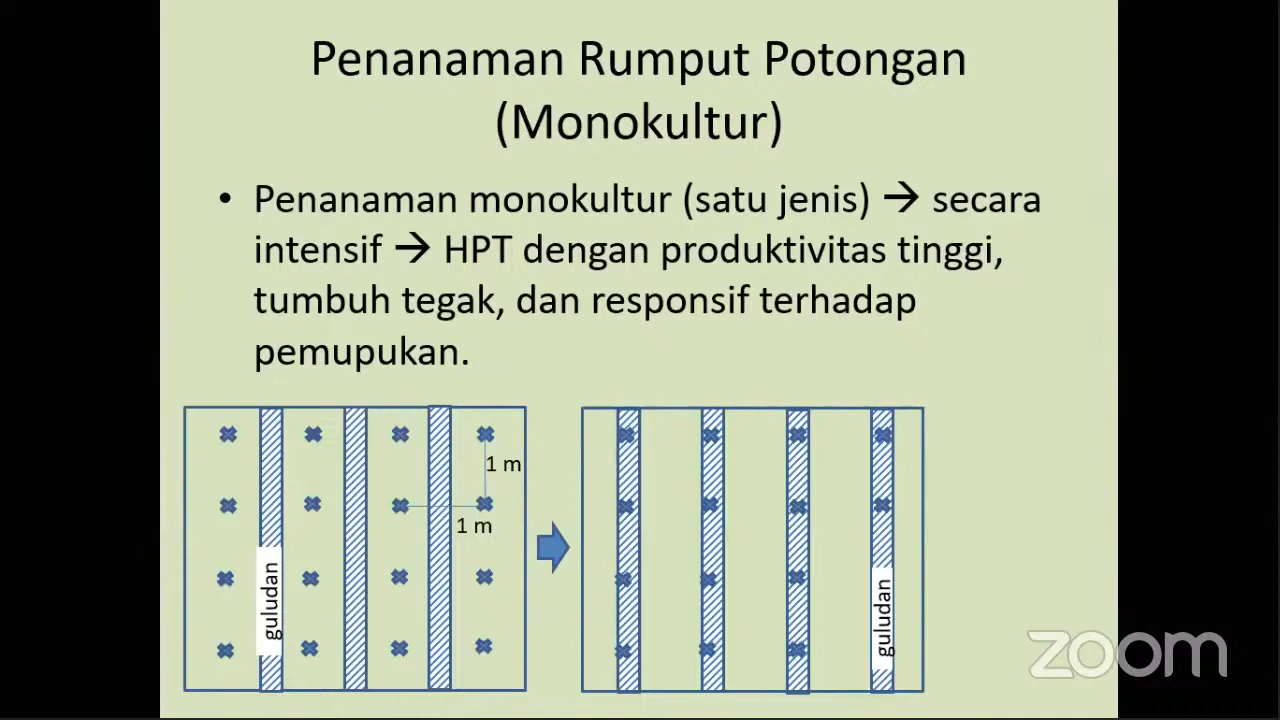 Penanaman Rumput Potongan
(Monokultur)
• Penanaman monokultur (satu jenis) → secara
intensif → HPT dengan produktivitas tinggi,
tumbuh tegak, dan responsif terhadap
pemupukan.
1 m
1 m
guludan
guludan
zoom